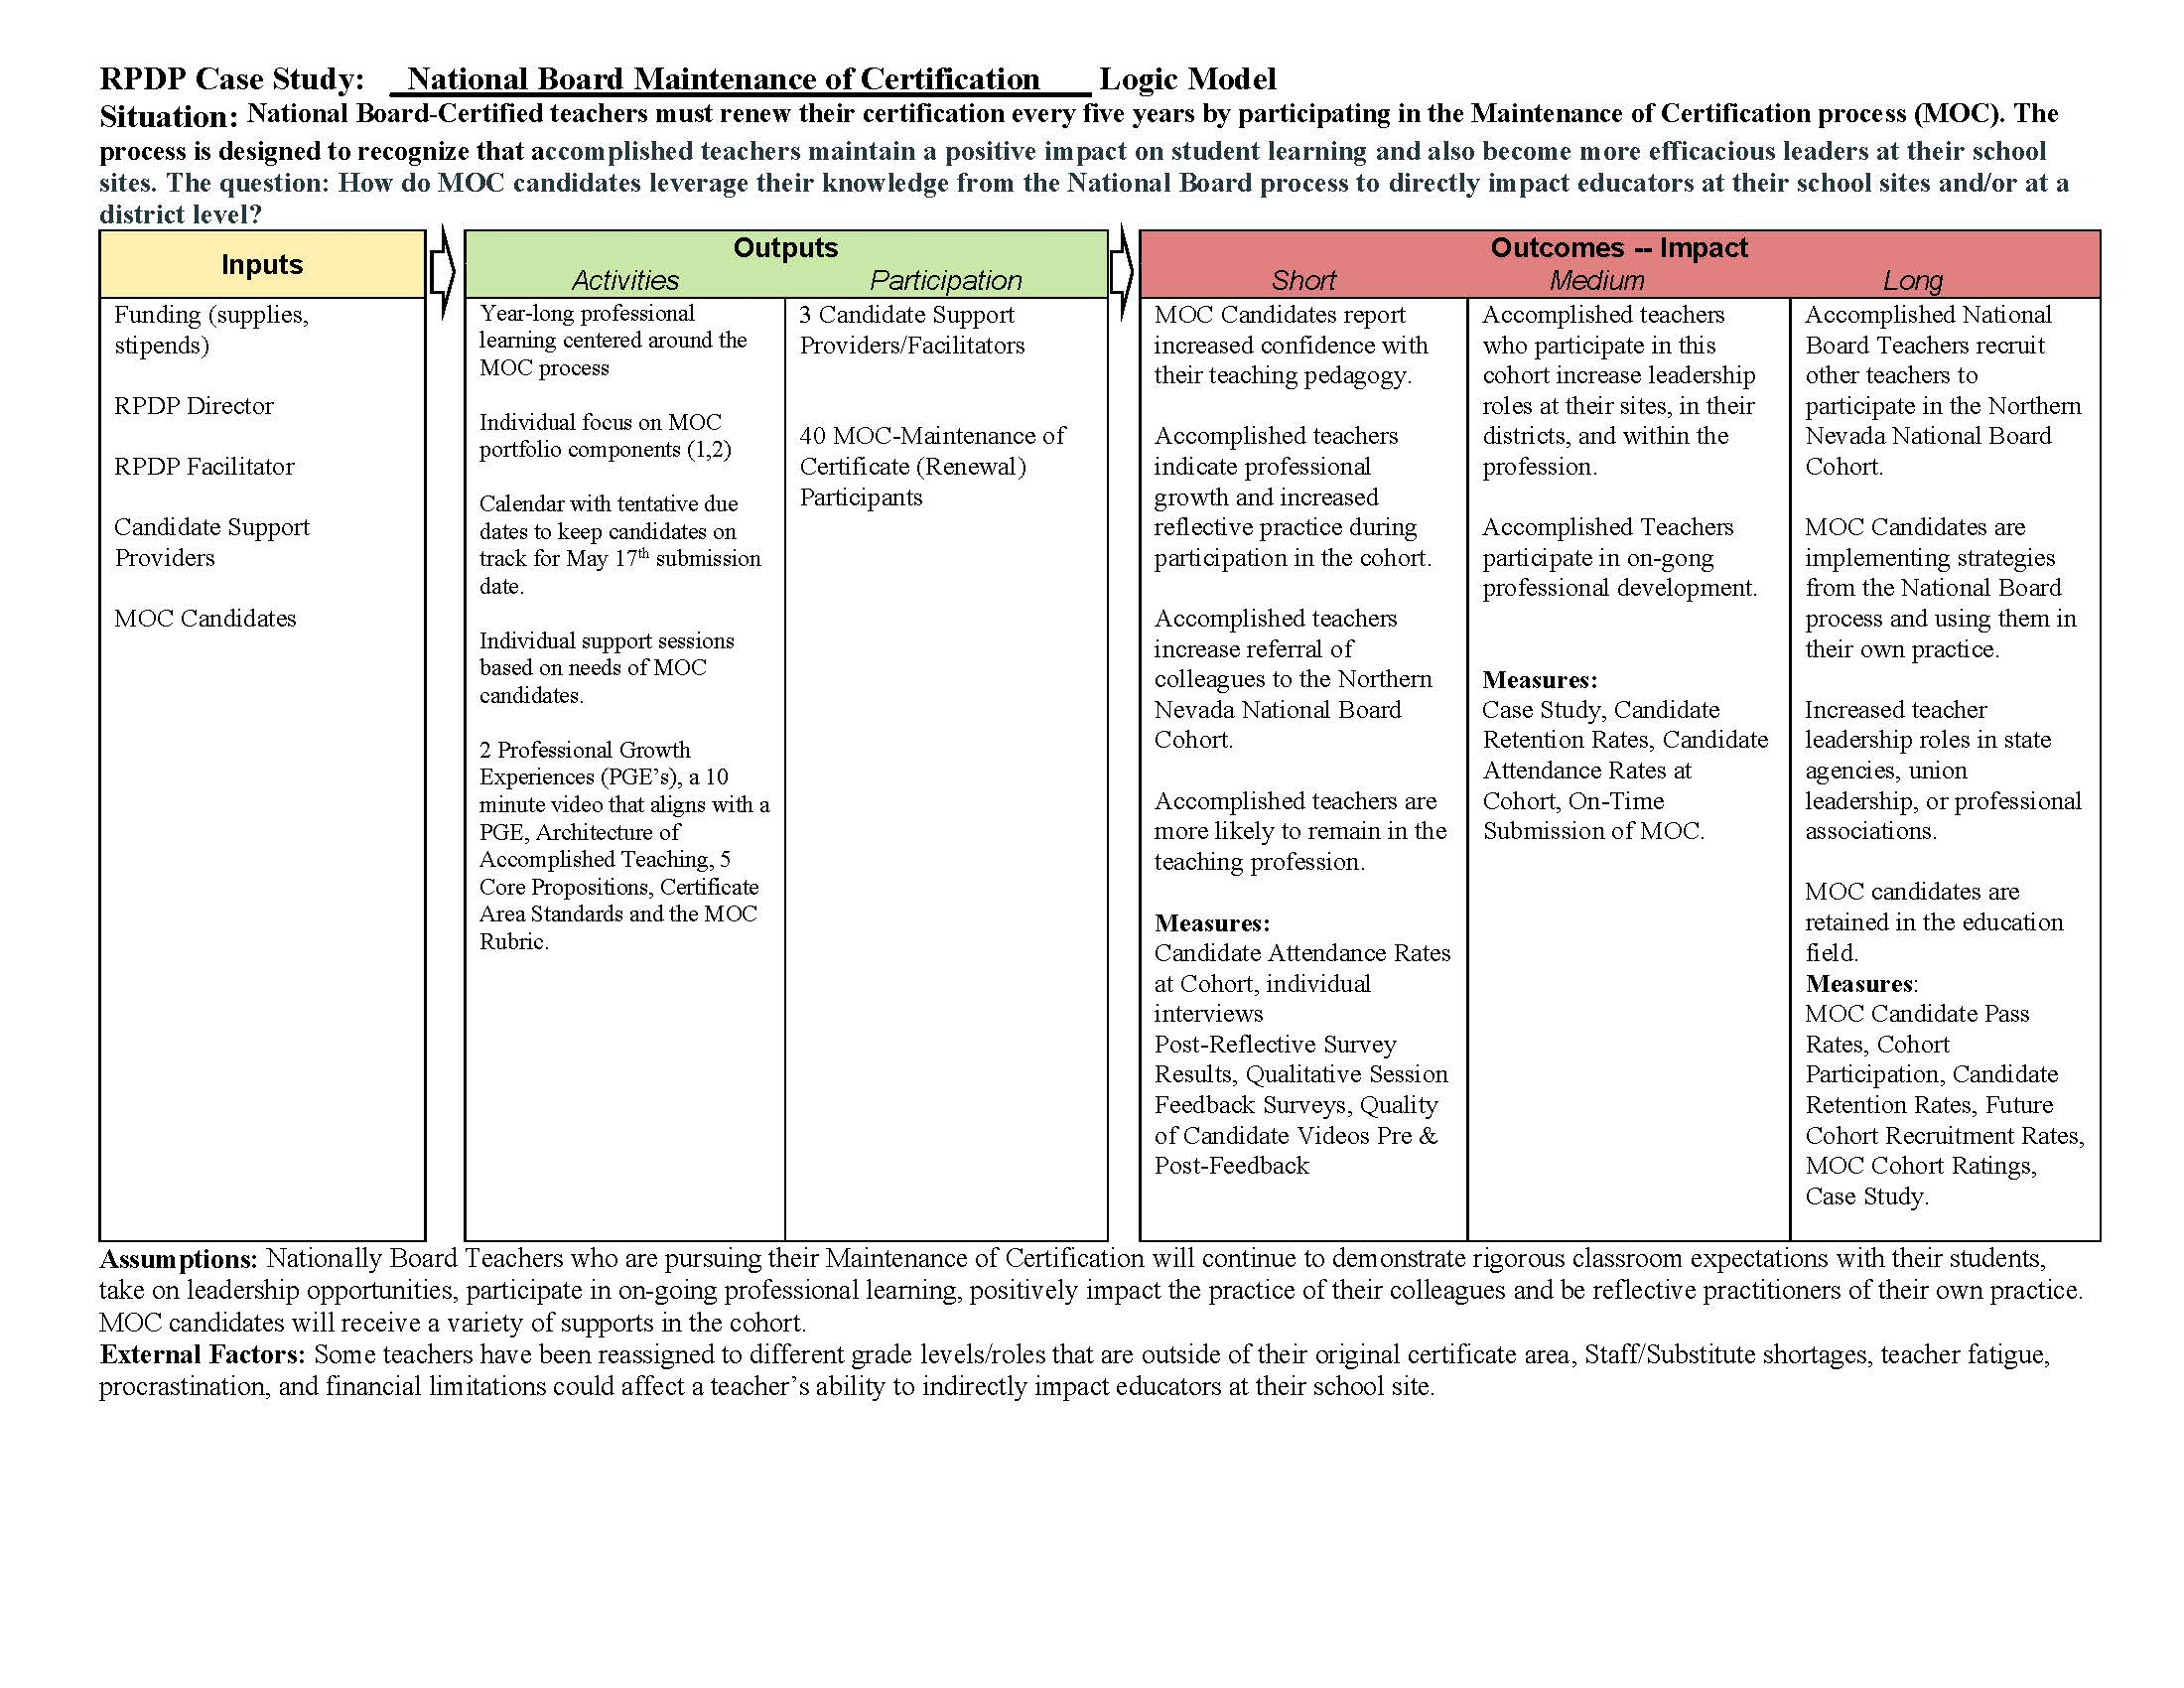 RPDP Case Study: National Board Maintenance of Certification Logic Model
Situation: National Board-Certified teachers must renew their certification every five years by participating in the Maintenance of Certification process (MOC). The
process is designed to recognize that accomplished teachers maintain a positive impact on student learning and also become more efficacious leaders at their school
sites. The question: How do MOC candidates leverage their knowledge from the National Board process to directly impact educators at their school sites and/or at a
district level?
Inputs
Funding (supplies,
stipends)
RPDP Director
RPDP Facilitator
Candidate Support
Providers
MOC Candidates
Outputs
Activities
Participation
Year-long professional
learning centered around the
MOC process
Individual focus on MOC
portfolio components (1,2)
Calendar with tentative due
dates to keep candidates on
track for May 17th submission
date.
Individual support sessions
based on needs of MOC
candidates.
2 Professional Growth
Experiences (PGE's), a 10
minute video that aligns with a
PGE, Architecture of
Accomplished Teaching, 5
Core Propositions, Certificate
Area Standards and the MOC
Rubric.
3 Candidate Support
Providers/Facilitators
40 MOC-Maintenance of
Certificate (Renewal)
Participants
Outcomes -- Impact
Short
Medium
Long
MOC Candidates report
increased confidence with
their teaching pedagogy.
Accomplished teachers
indicate professional
growth and increased
reflective practice during
participation in the cohort.
Accomplished teachers
increase referral of
colleagues to the Northern
Nevada National Board
Cohort.
Accomplished teachers are
more likely to remain in the
teaching profession.
Measures:
Candidate Attendance Rates
at Cohort, individual
interviews
Post-Reflective Survey
Results, Qualitative Session
Feedback Surveys, Quality
of Candidate Videos Pre &
Post-Feedback
Accomplished teachers
who participate in this
cohort increase leadership
roles at their sites, in their
districts, and within the
profession.
Accomplished Teachers
participate in on-gong
professional development.
Measures:
Case Study, Candidate
Retention Rates, Candidate
Attendance Rates at
Cohort, On-Time
Submission of MOC.
Accomplished National
Board Teachers recruit
other teachers to
participate in the Northern
Nevada National Board
Cohort.
MOC Candidates are
implementing strategies
from the National Board
process and using them in
their own practice.
Increased teacher
leadership roles in state
agencies, union
leadership, or professional
associations.
MOC candidates are
retained in the education
field.
Measures:
MOC Candidate Pass
Rates, Cohort
Participation, Candidate
Retention Rates, Future
Cohort Recruitment Rates,
MOC Cohort Ratings,
Case Study.
Assumptions: Nationally Board Teachers who are pursuing their Maintenance of Certification will continue to demonstrate rigorous classroom expectations with their students,
take on leadership opportunities, participate in on-going professional learning, positively impact the practice of their colleagues and be reflective practitioners of their own practice.
MOC candidates will receive a variety of supports in the cohort.
External Factors: Some teachers have been reassigned to different grade levels/roles that are outside of their original certificate area, Staff/Substitute shortages, teacher fatigue,
procrastination, and financial limitations could affect a teacher's ability to indirectly impact educators at their school site.